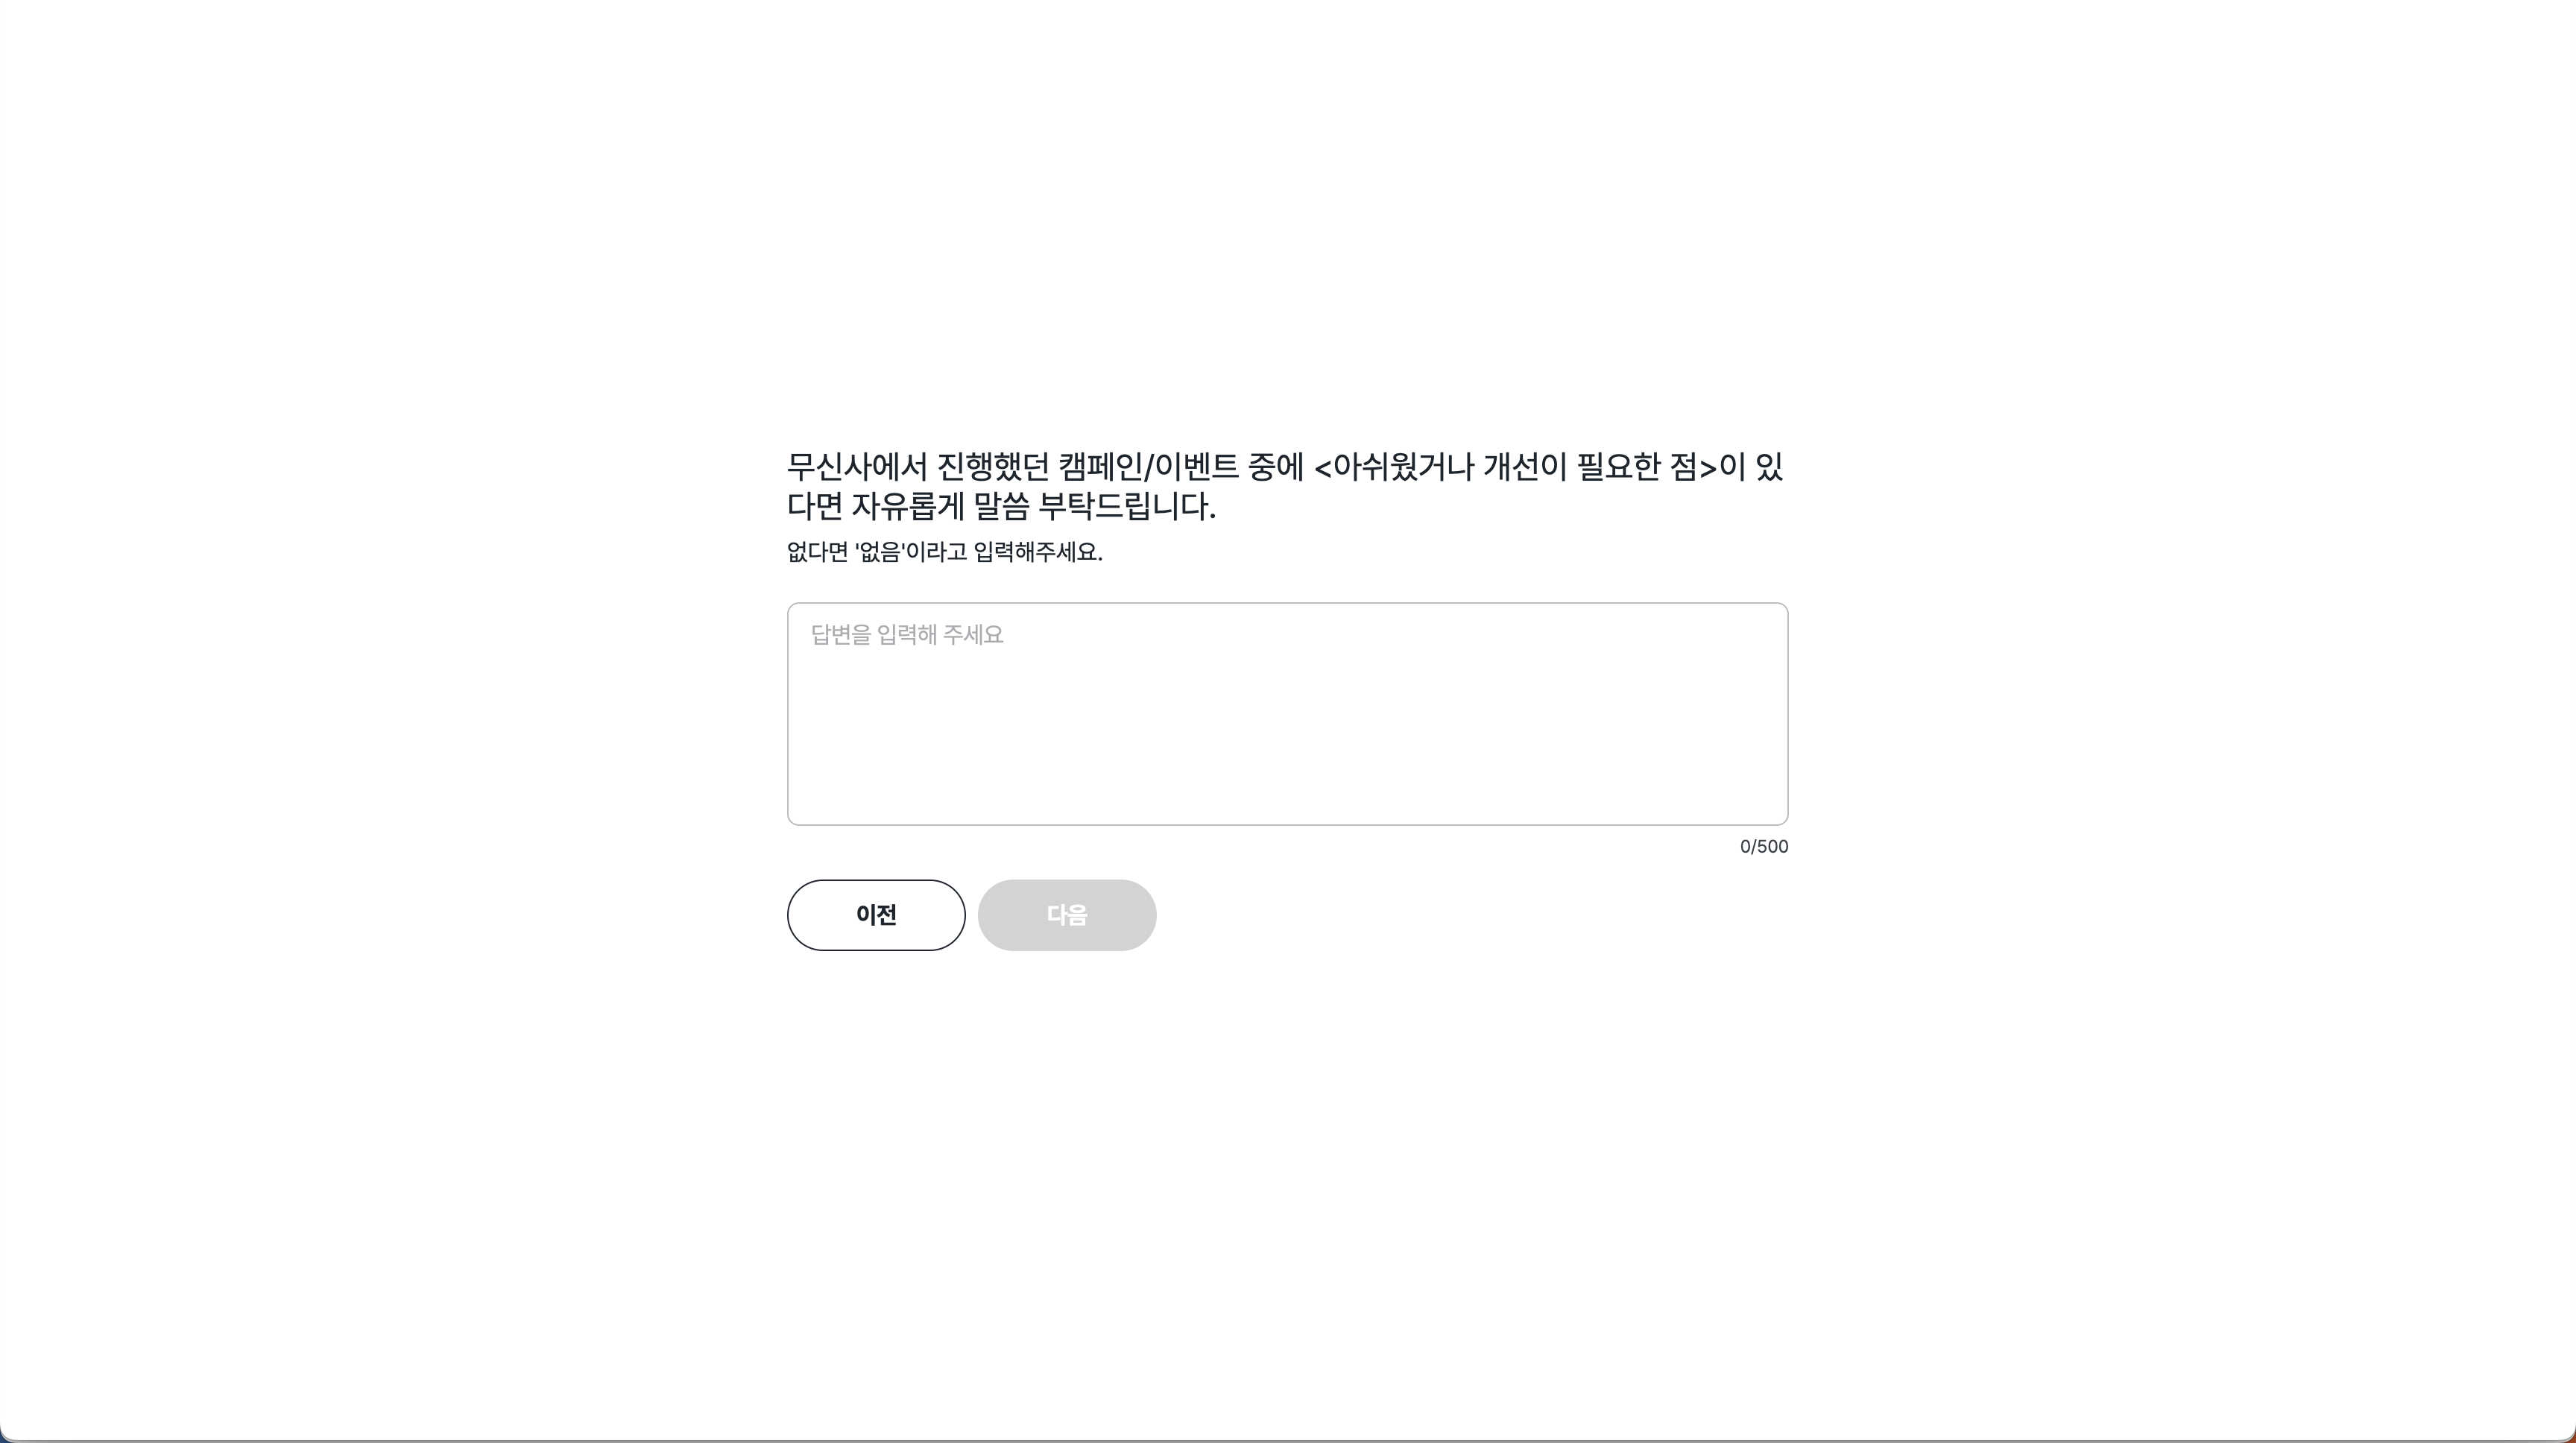 무신사에서 진행했던 캠페인/이벤트 중에 <아쉬웠거나 개선이 필요한 점>이 있
다면 자유롭게 말씀 부탁드립니다.
없다면 '없음'이라고 입력해주세요.
답변을 입력해 주세요
0/500
이전 다음